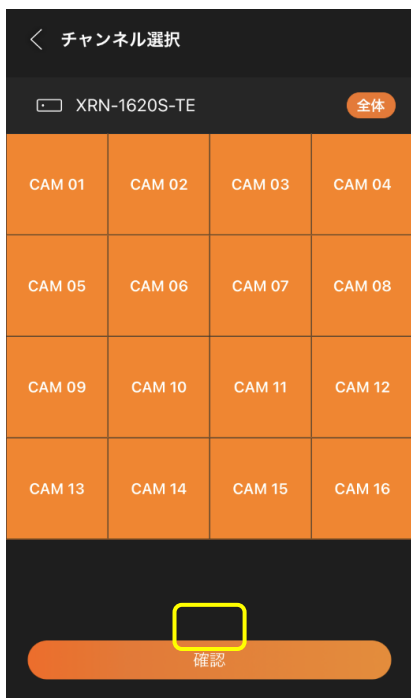 チャンネル選択
XRN-1620S-TE 全体
CAM 01 CAM 02 CAM 03 CAM 04
CAM 05 CAM 06 CAM 07 CAM 08
CAM 09 CAM 10 CAM 11 CAM 12
CAM 13 CAM 14 CAM 15 CAM 16
確認